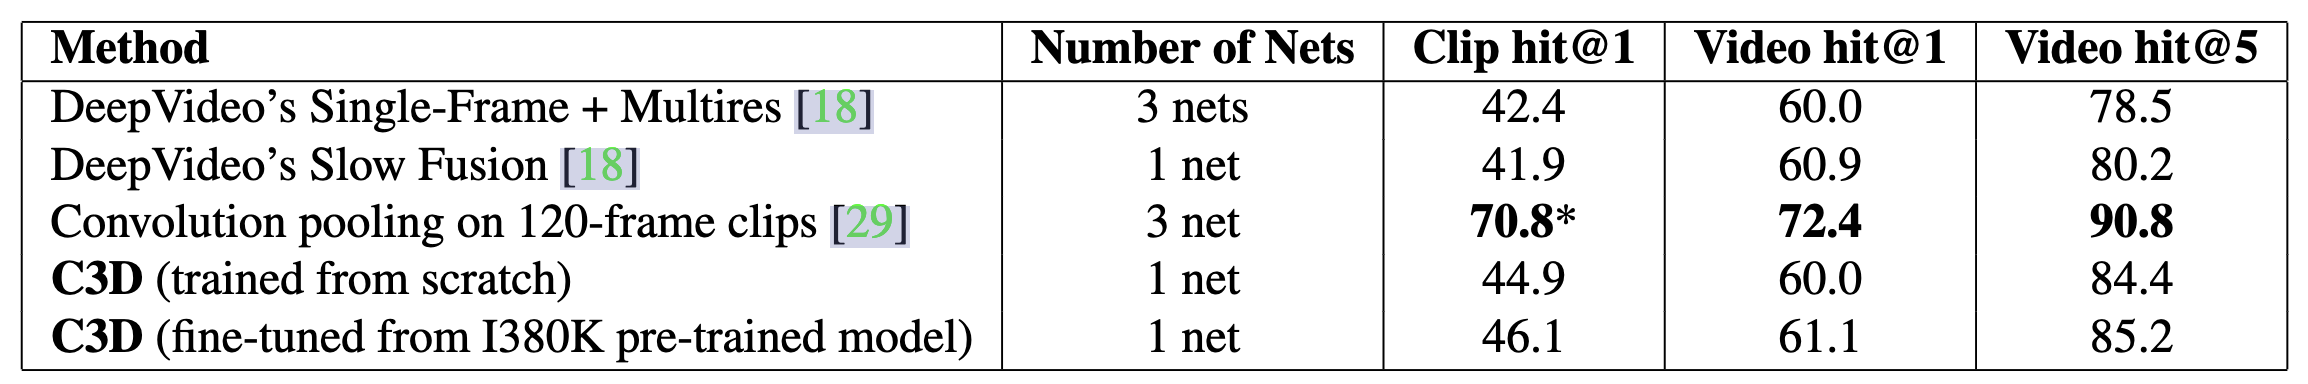 Method Number of Nets Clip hit@1 Video hit@1 Video hit@5
DeepVideo’s Single-Frame + Multires [18] 3 nets 42.4 60.0 78.5
DeepVideo’s Slow Fusion [18] 1 net 41.9 60.9 80.2
Convolution pooling on 120-frame clips [29] 3 net 70.8* 72.4 90.8
C3D (trained from scratch) 1 net 44.9 60.0 84.4
C3D (fine-tuned from I380K pre-trained model) 1 net 46.1 61.1 85.2